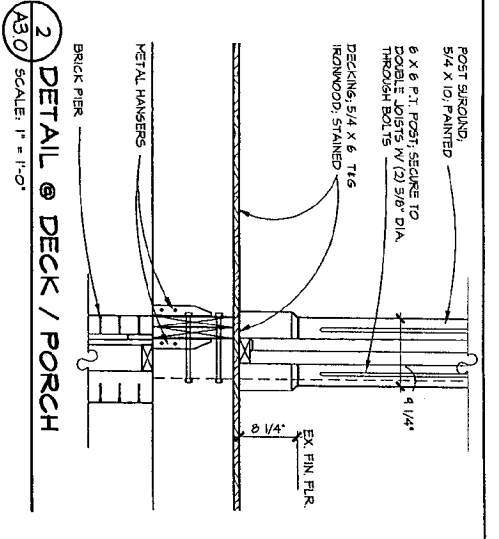 POST SUROUND;
5/4 X 10; PAINTED
6 X 6 P.T. POST; SECURE TO
DOUBLE JOISTS W/ (2) 5/8" DIA.
THROUGH BOLTS
DECKING; 5/4 X 6 T&G
IRONWOOD; STAINED
METAL HANGERS
BRICK PIER
9 1/4"
8 1/4"
EX. FIN. FLR.
2
A3.0
DETAIL @ DECK / PORCH
SCALE: 1" = 1'-0"